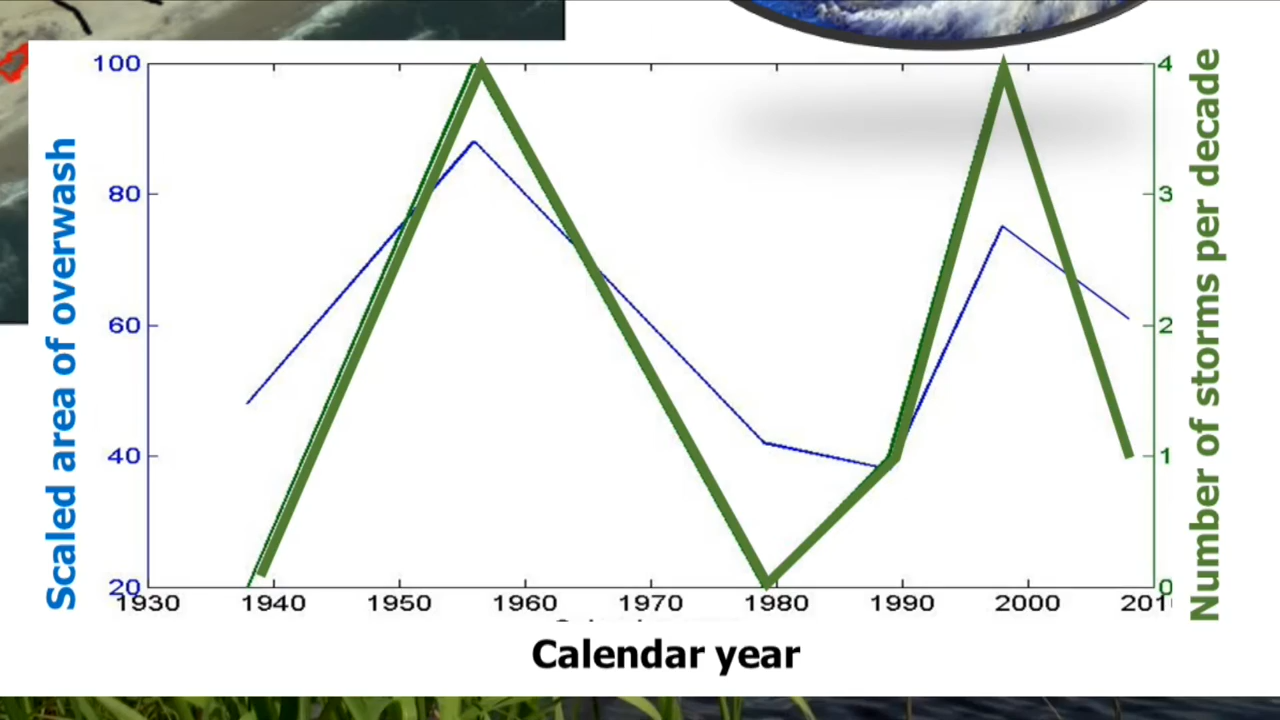 Scaled area of overwash
100
80
60
40
20
4
3
2
1
0
Number of storms per decade
1930 1940 1950 1960 1970 1980 1990 2000
Calendar year